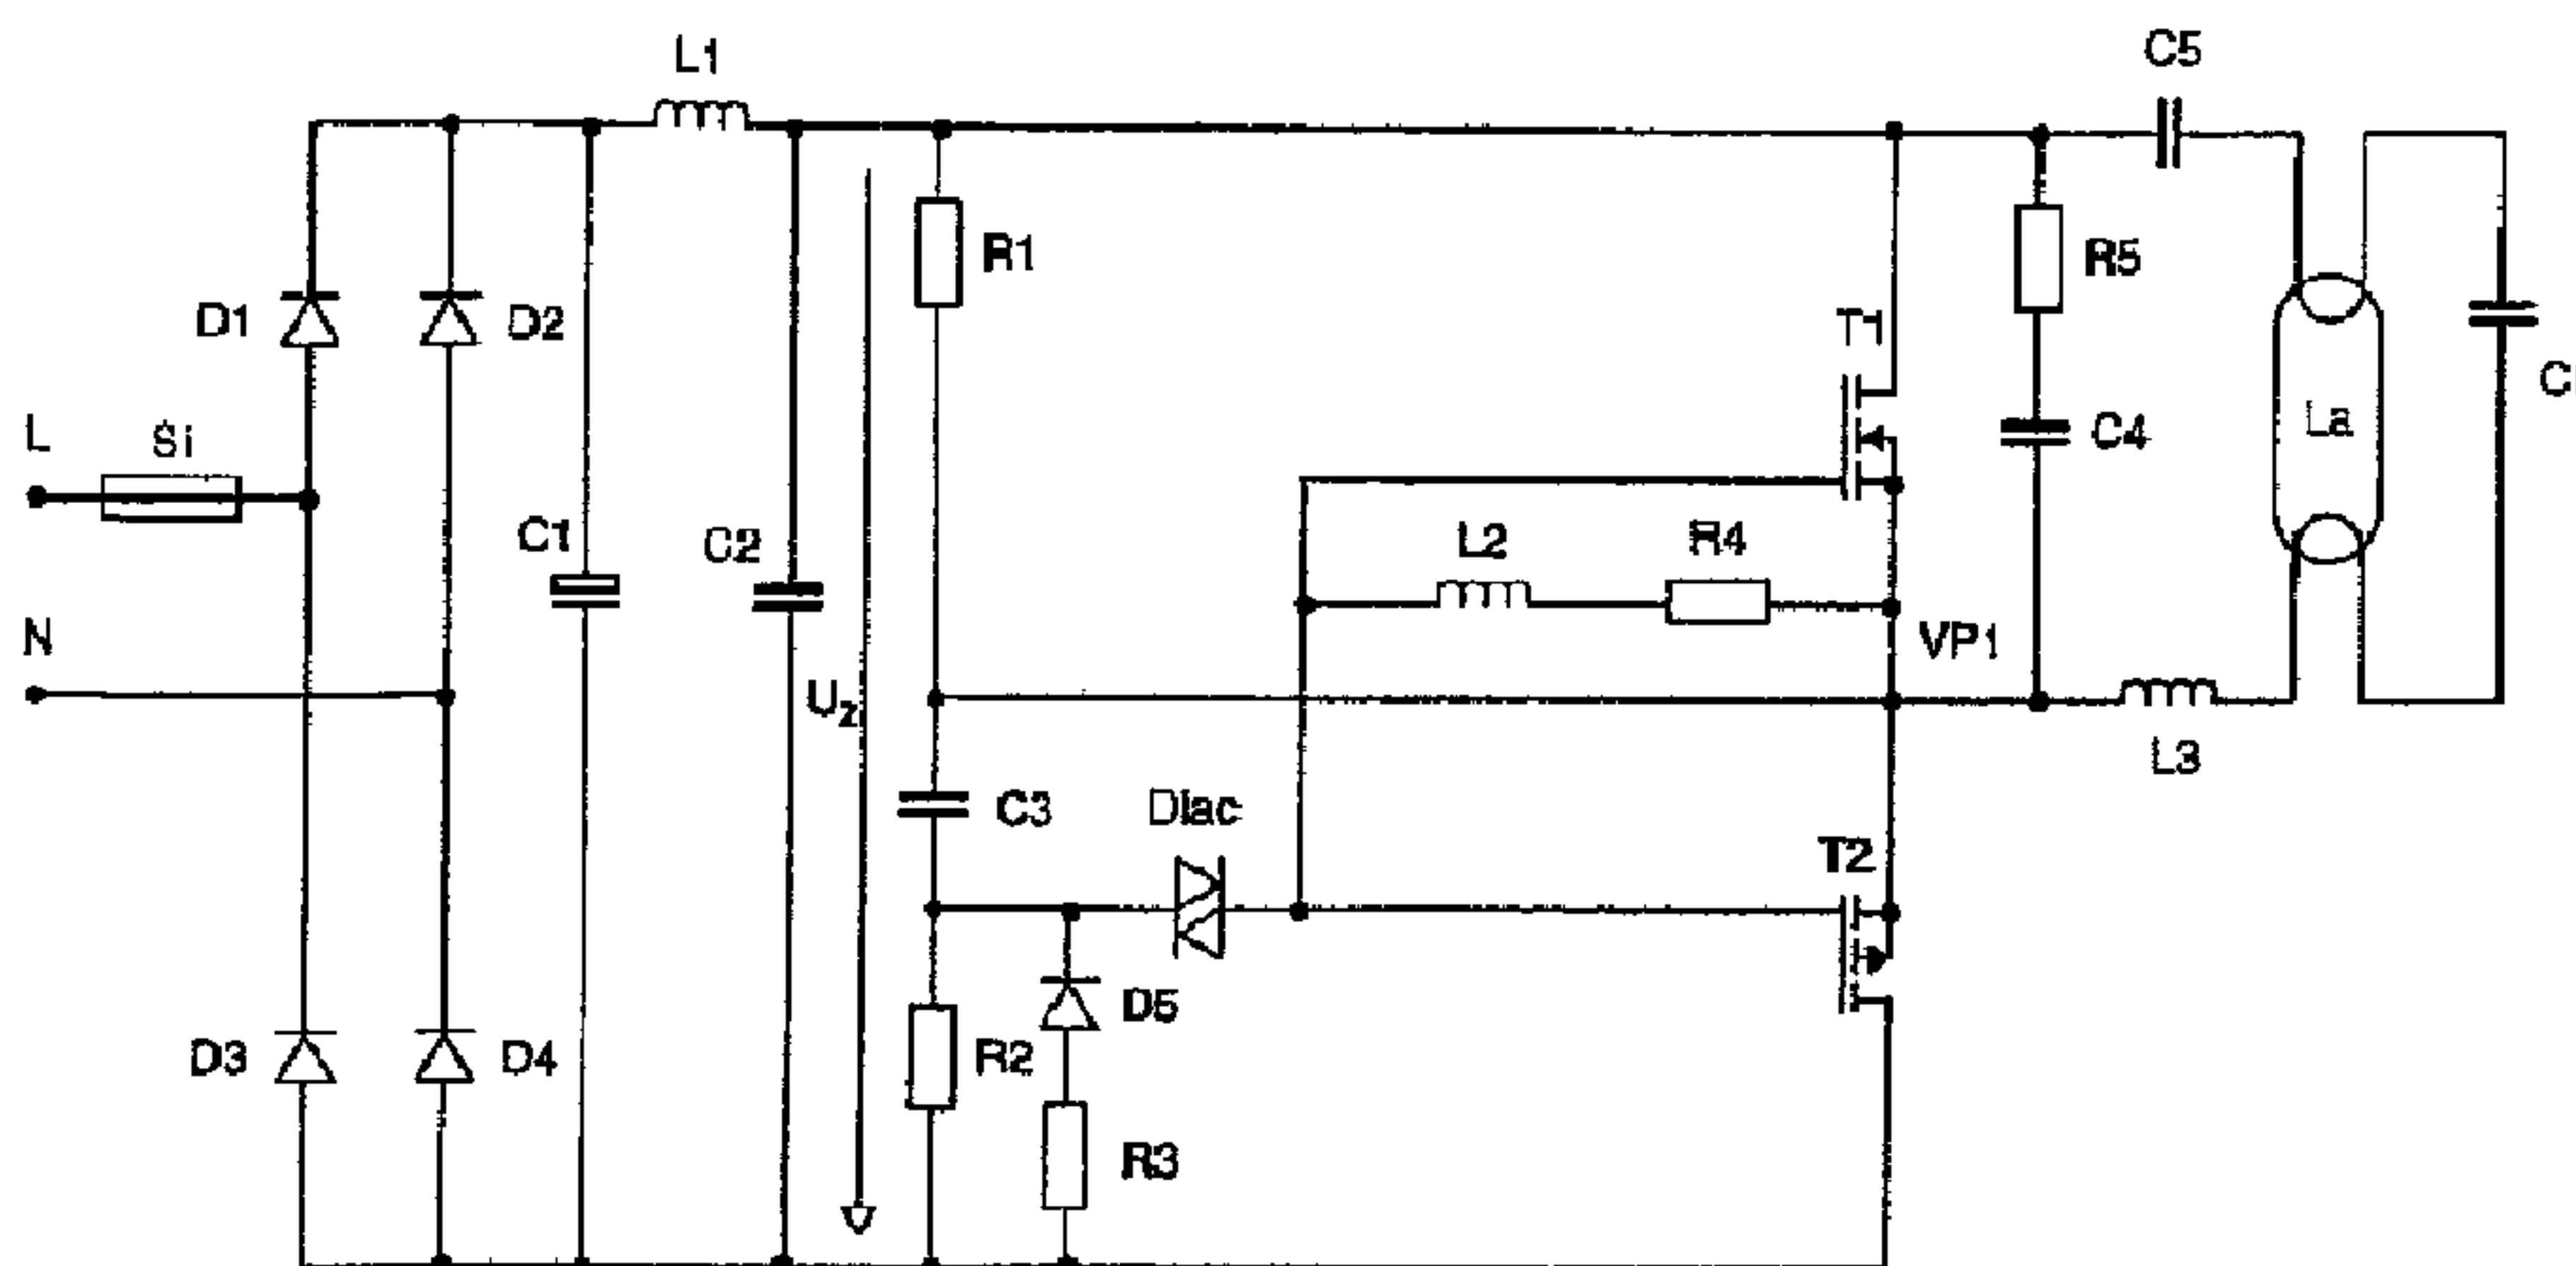 L1
C5
R1
R5
T1
D1
D2
C4
La
C
L
Si
C1
C2
L2
R4
N
VP1
Uz
L3
C3
Diac
T2
D5
D3
D4
R2
R3